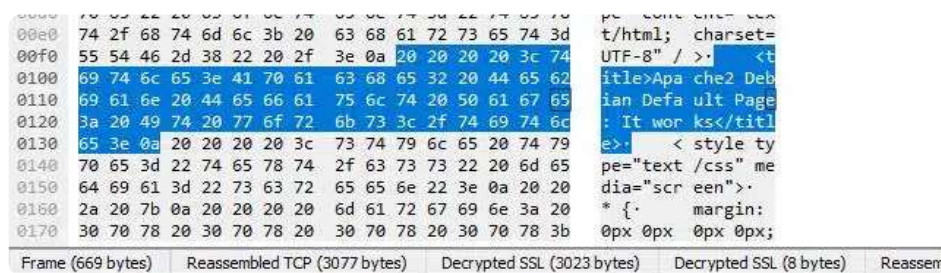 00e0 74 2f 68 74 6d 6c 3b 20 63 68 61 72 73 65 74 3d t/html; charset=
00f0 55 54 46 2d 38 22 20 2f 3e 0a 20 20 20 20 3c 74 UTF-8" / >· <t
0100 69 74 6c 65 3e 41 70 61 63 68 65 32 20 44 65 62 itle>Apa che2 Deb
0110 69 61 6e 20 44 65 66 61 75 6c 74 20 50 61 67 65 ian Defa ult Page
0120 3a 20 49 74 20 77 6f 72 6b 73 3c 2f 74 69 74 6c : It wor ks</titl
0130 65 3e 0a 20 20 20 20 3c 73 74 79 6c 65 20 74 79 e>· < style ty
0140 70 65 3d 22 74 65 78 74 2f 63 73 73 22 20 6d 65 pe="text /css" me
0150 64 69 61 3d 22 73 63 72 65 65 6e 22 3e 0a 20 20 dia="scr een">·
0160 2a 20 7b 0a 20 20 20 20 6d 61 72 67 69 6e 3a 20 * {· margin:
0170 30 70 78 20 30 70 78 20 30 70 78 20 30 70 78 3b 0px 0px 0px 0px;
Frame (669 bytes) Reassembled TCP (3077 bytes) Decrypted SSL (3023 bytes) Decrypted SSL (8 bytes) Reassem